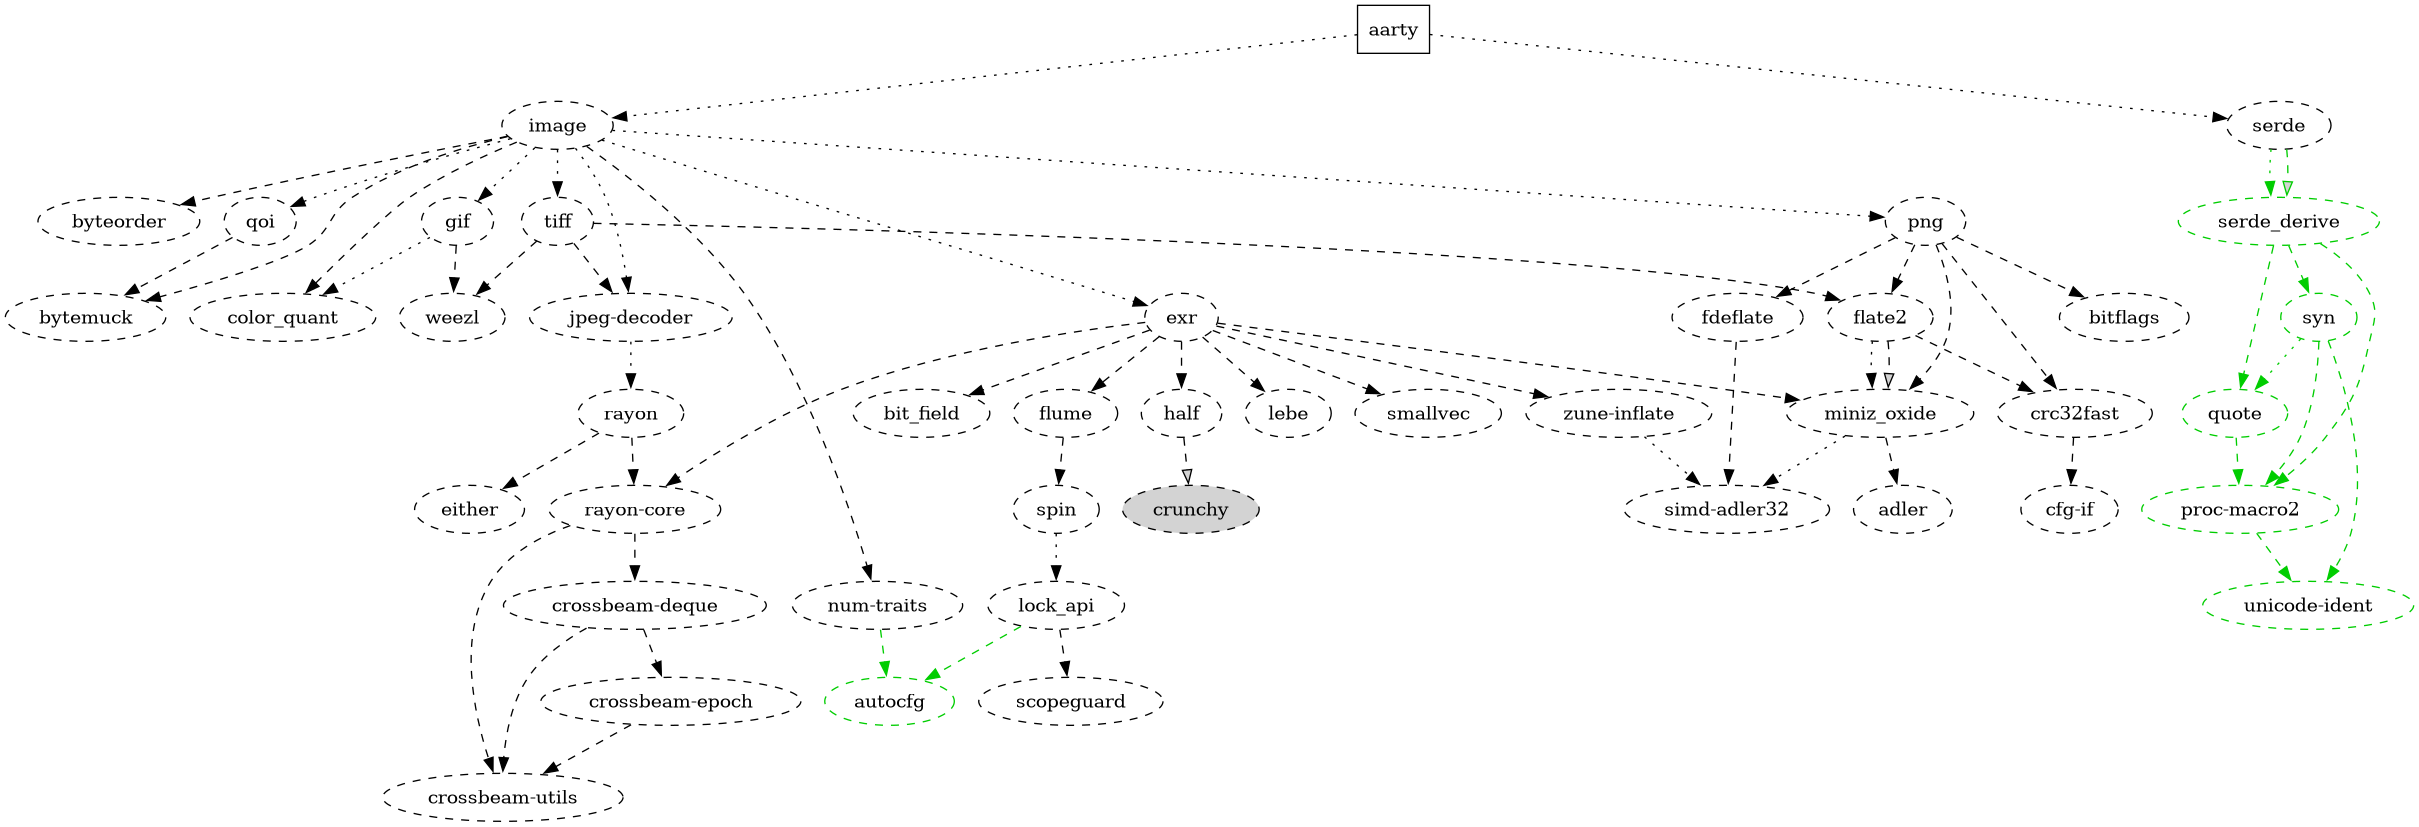 aarty
image
serde
byteorder
qoi
gif
tiff
png
serde_derive
bytemuck
color_quant
weezl
jpeg-decoder
exr
fdeflate
flate2
bitflags
syn
rayon
bit_field
flume
half
lebe
smallvec
zune-inflate
miniz_oxide
crc32fast
quote
either
rayon-core
spin
crunchy
simd-adler32
adler
cfg-if
proc-macro2
crossbeam-deque
num-traits
lock_api
unicode-ident
crossbeam-epoch
autocfg
scopeguard
crossbeam-utils